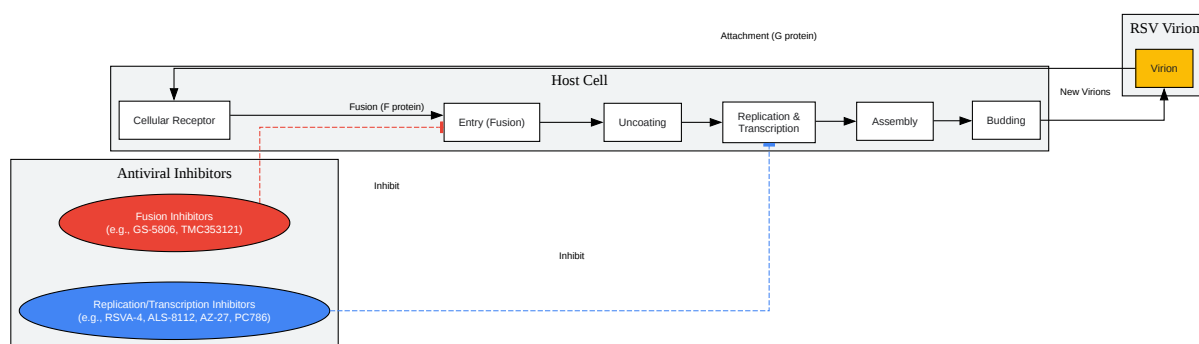 RSV Virion
Attachment (G protein)
Virion
Host Cell
New Virions
Fusion (F protein)
Cellular Receptor
Entry (Fusion)
Uncoating
Replication &
Transcription
Assembly
Budding
Antiviral Inhibitors
Inhibit
Fusion Inhibitors
(e.g., GS-5806, TMC353121)
Inhibit
Replication/Transcription Inhibitors
(e.g., RSVA-4, ALS-8112, AZ-27, PC786)